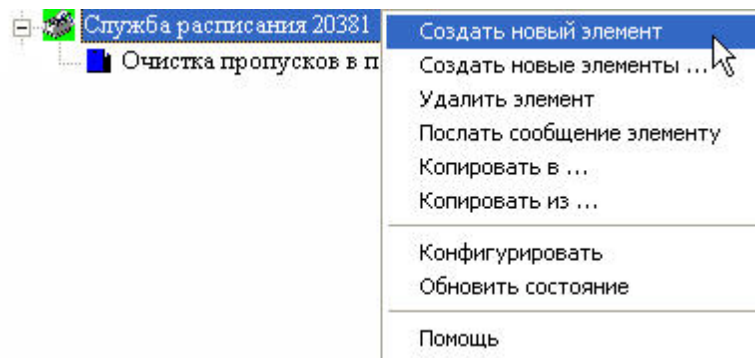 Служба расписания 20381
Очистка пропусков в п
Создать новый элемент
Создать новые элементы ...
Удалить элемент
Послать сообщение элементу
Копировать в ...
Копировать из ...
Конфигурировать
Обновить состояние
Помощь